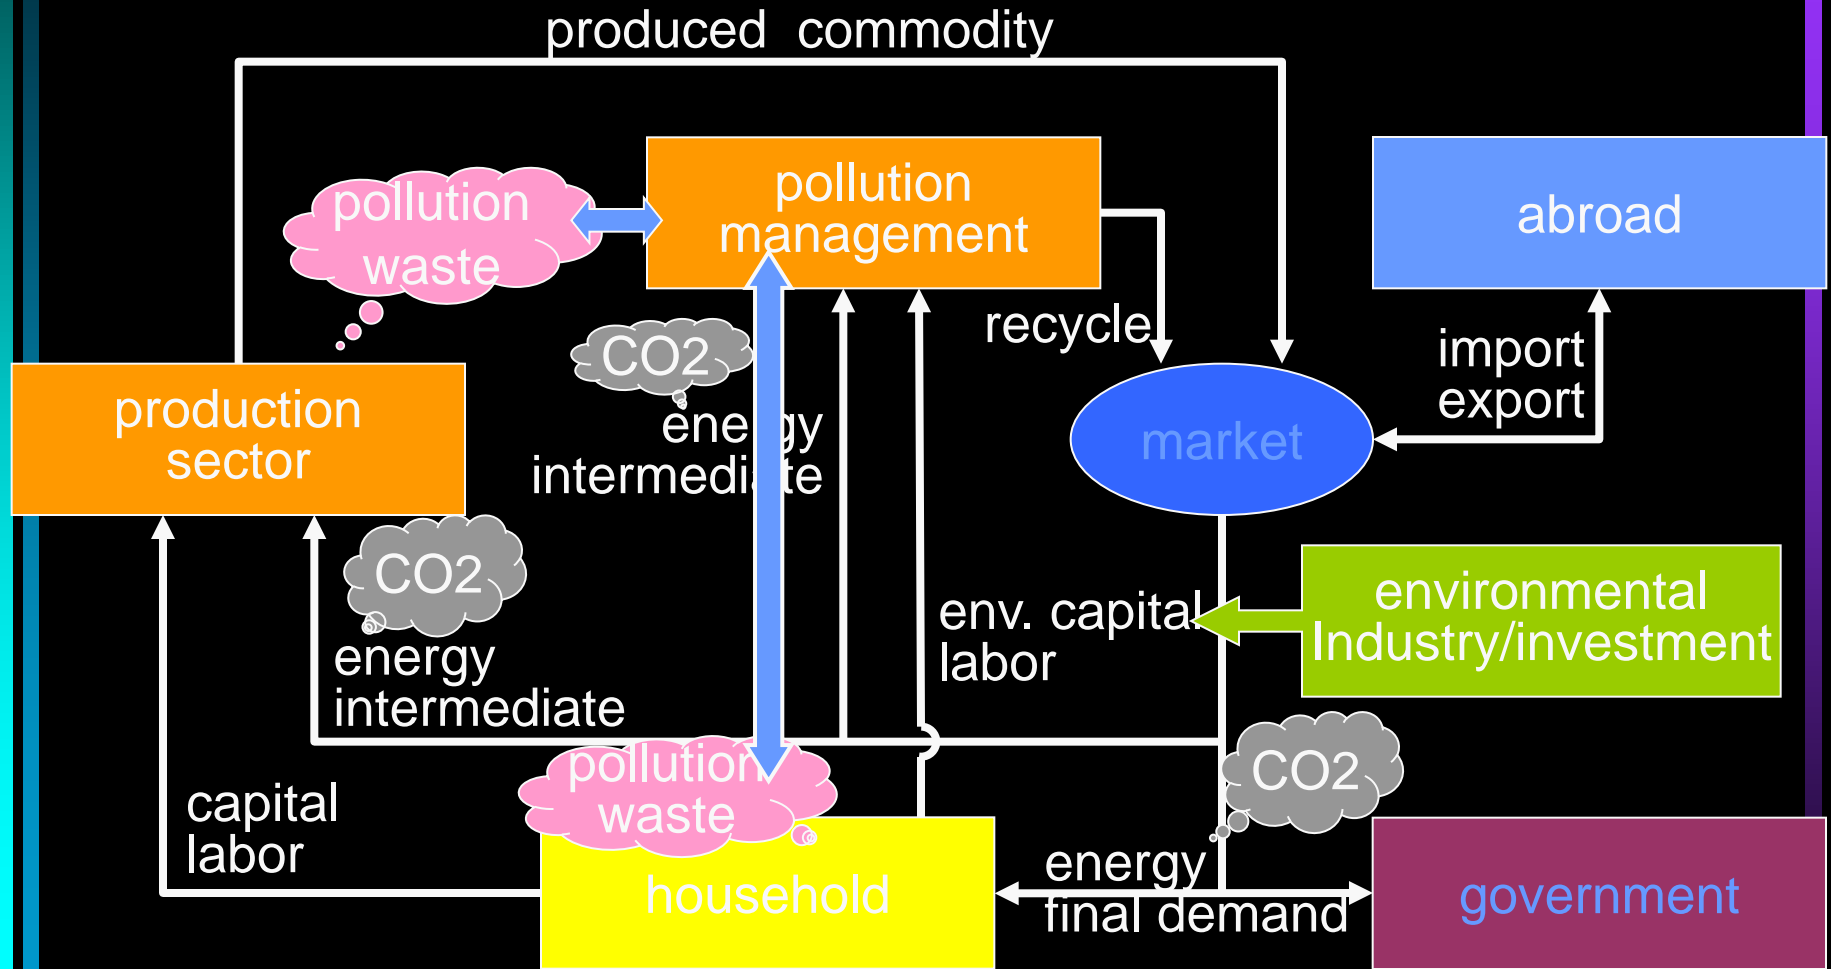 produced commodity
pollution
waste
pollution
management
abroad
CO2
recycle
import
export
production
sector
energy
intermediate
market
CO2
energy
intermediate
env. capital
labor
environmental
Industry/investment
pollution
waste
CO2
capital
labor
household
energy
final demand
government